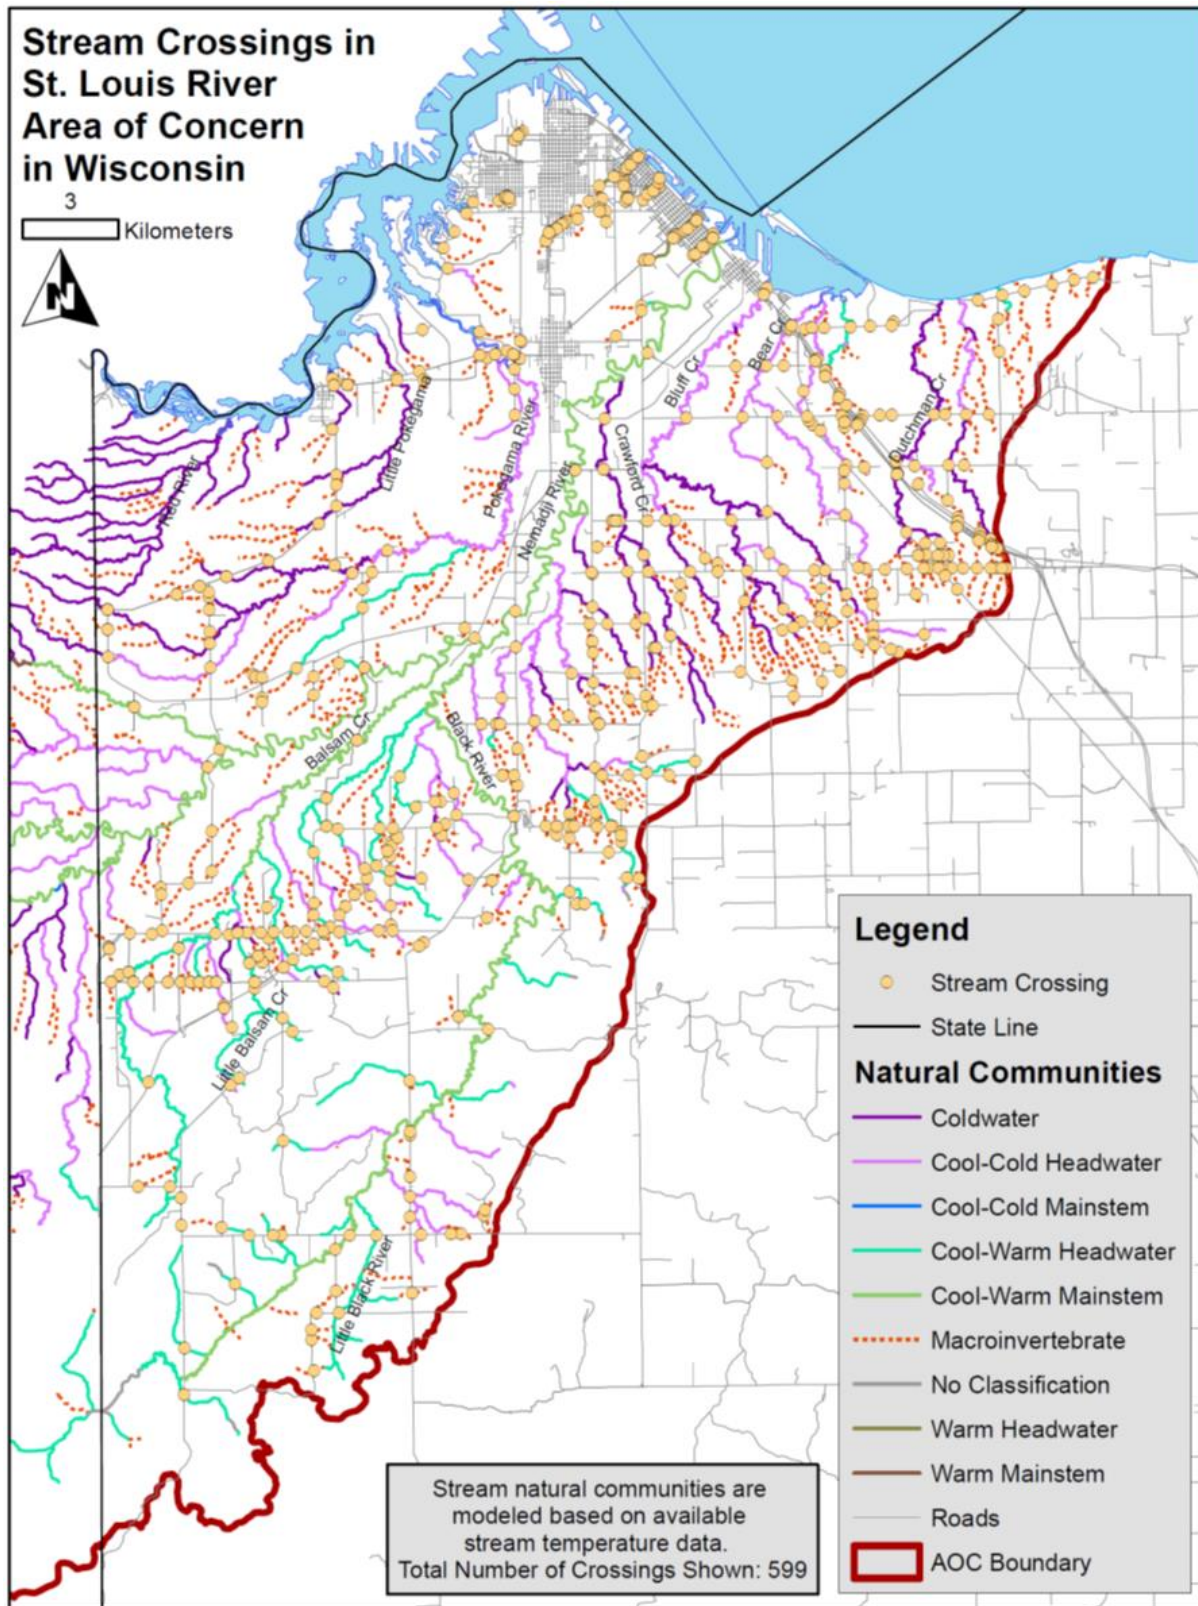 Stream Crossings in
St. Louis River
Area of Concern
in Wisconsin
3
Kilometers
N
Bluff Cr
Bear Cr
Dutchman Cr
Little Pokegama
Pokegama River
Crawford Cr
Red River
Nemadji River
Balsam Cr
Black River
Little Balsam Cr
Little Black River
Legend
Stream Crossing
State Line
Natural Communities
Coldwater
Cool-Cold Headwater
Cool-Cold Mainstem
Cool-Warm Headwater
Cool-Warm Mainstem
Macroinvertebrate
No Classification
Warm Headwater
Warm Mainstem
Roads
AOC Boundary
Stream natural communities are
modeled based on available
stream temperature data.
Total Number of Crossings Shown: 599